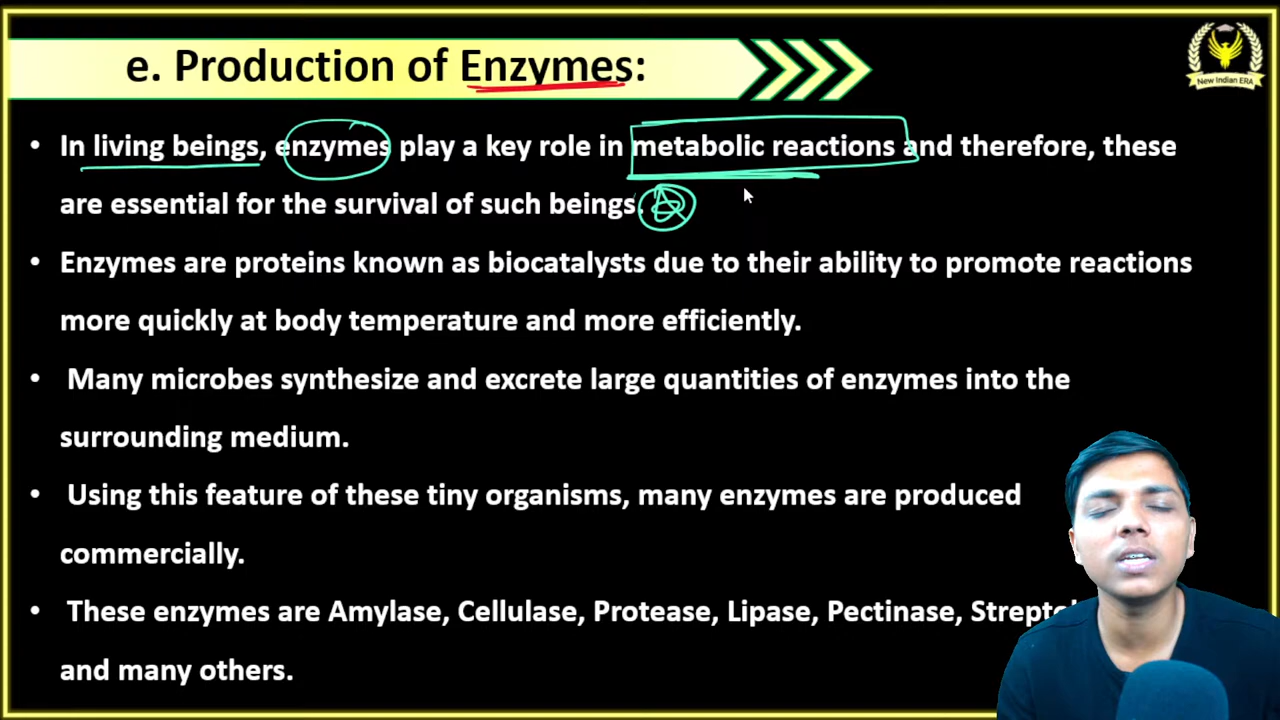 e. Production of Enzymes:
New Indian ERA
• In living beings, enzymes play a key role in metabolic reactions and therefore, these
are essential for the survival of such beings.
• Enzymes are proteins known as biocatalysts due to their ability to promote reactions
more quickly at body temperature and more efficiently.
• Many microbes synthesize and excrete large quantities of enzymes into the
surrounding medium.
• Using this feature of these tiny organisms, many enzymes are produced
commercially.
• These enzymes are Amylase, Cellulase, Protease, Lipase, Pectinase,
and many others.